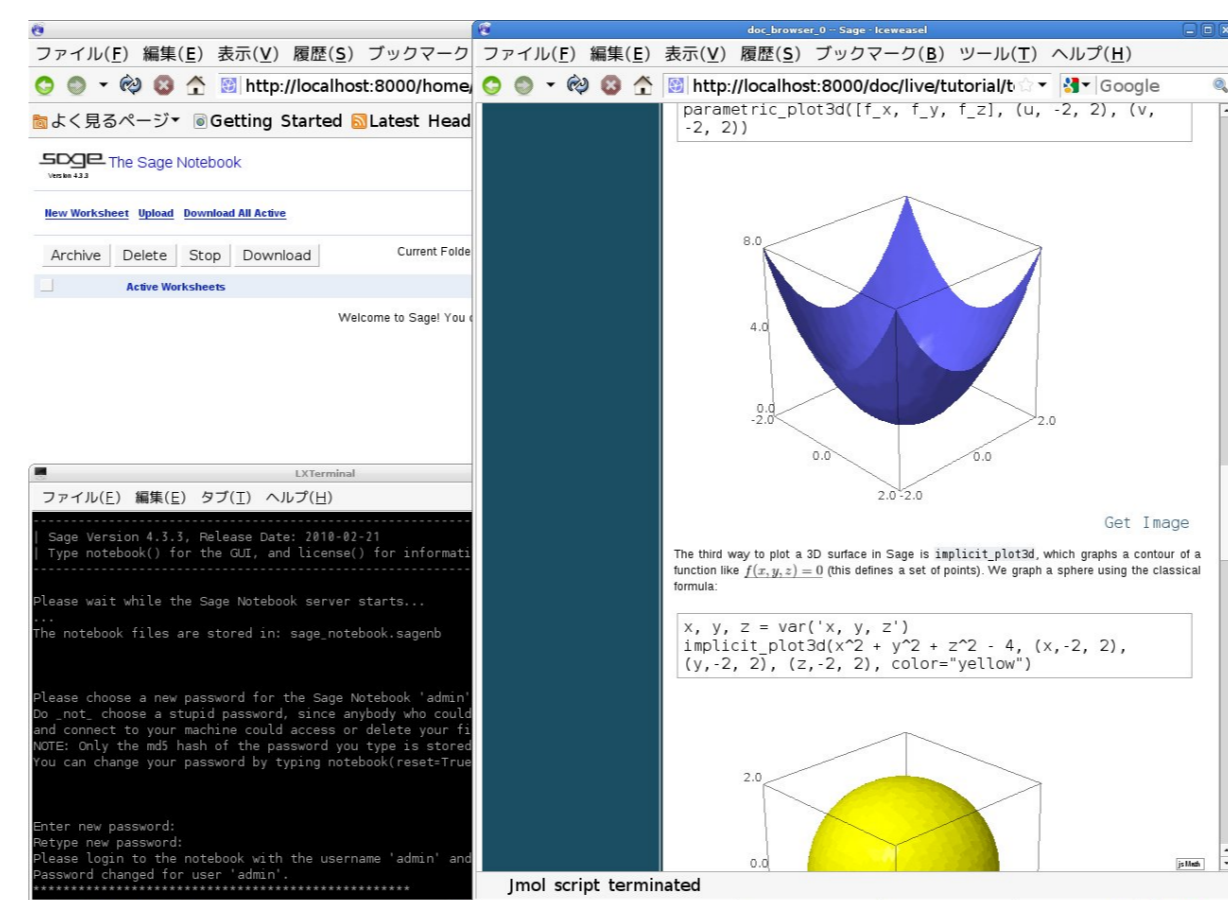 ファイル(F) 編集(E) 表示(V) 履歴(S) ブックマーク
http://localhost:8000/home/
よく見るページ Getting Started Latest Head
sage The Sage Notebook
Version 4.3.3
New Worksheet Upload Download All Active
Archive Delete Stop Download Current Folde
Active Worksheets
Welcome to Sage! You
LXTerminal
ファイル(F) 編集(E) タブ(T) ヘルプ(H)
----------------------------------------------------------
| Sage Version 4.3.3, Release Date: 2010-02-21
| Type notebook() for the GUI, and license() for informati
----------------------------------------------------------
Please wait while the Sage Notebook server starts...
...
The notebook files are stored in: sage_notebook.sagenb
Please choose a new password for the Sage Notebook 'admin'
Do _not_ choose a stupid password, since anybody who could
and connect to your machine could access or delete your fi
NOTE: Only the md5 hash of the password you type is stored
You can change your password by typing notebook(reset=True
Enter new password:
Retype new password:
Please login to the notebook with the username 'admin' and
Password changed for user 'admin'.
**************************************************
doc_browser_0 -- Sage - Iceweasel
ファイル(F) 編集(E) 表示(V) 履歴(S) ブックマーク(B) ツール(T) ヘルプ(H)
http://localhost:8000/doc/live/tutorial/t Google
parametric_plot3d([f_x, f_y, f_z], (u, -2, 2), (v,
-2, 2))
8.0
4.0
0.0
-2.0 2.0
0.0 0.0
2.0 -2.0
Get Image
The third way to plot a 3D surface in Sage is implicit_plot3d, which graphs a contour of a
function like f(x, y, z) = 0 (this defines a set of points). We graph a sphere using the classical
formula:
x, y, z = var('x, y, z')
implicit_plot3d(x^2 + y^2 + z^2 - 4, (x,-2, 2),
(y,-2, 2), (z,-2, 2), color="yellow")
2.0
0.0
jsMath
Jmol script terminated